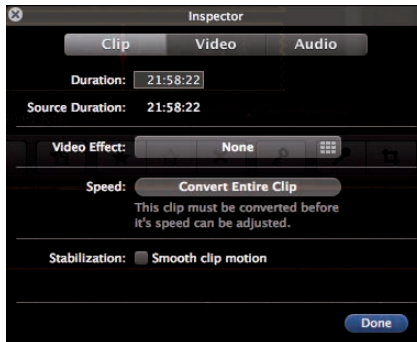 Inspector
Clip Video Audio
Duration: 21:58:22
Source Duration: 21:58:22
Video Effect: None
Speed: Convert Entire Clip
This clip must be converted before
it's speed can be adjusted.
Stabilization: Smooth clip motion
Done